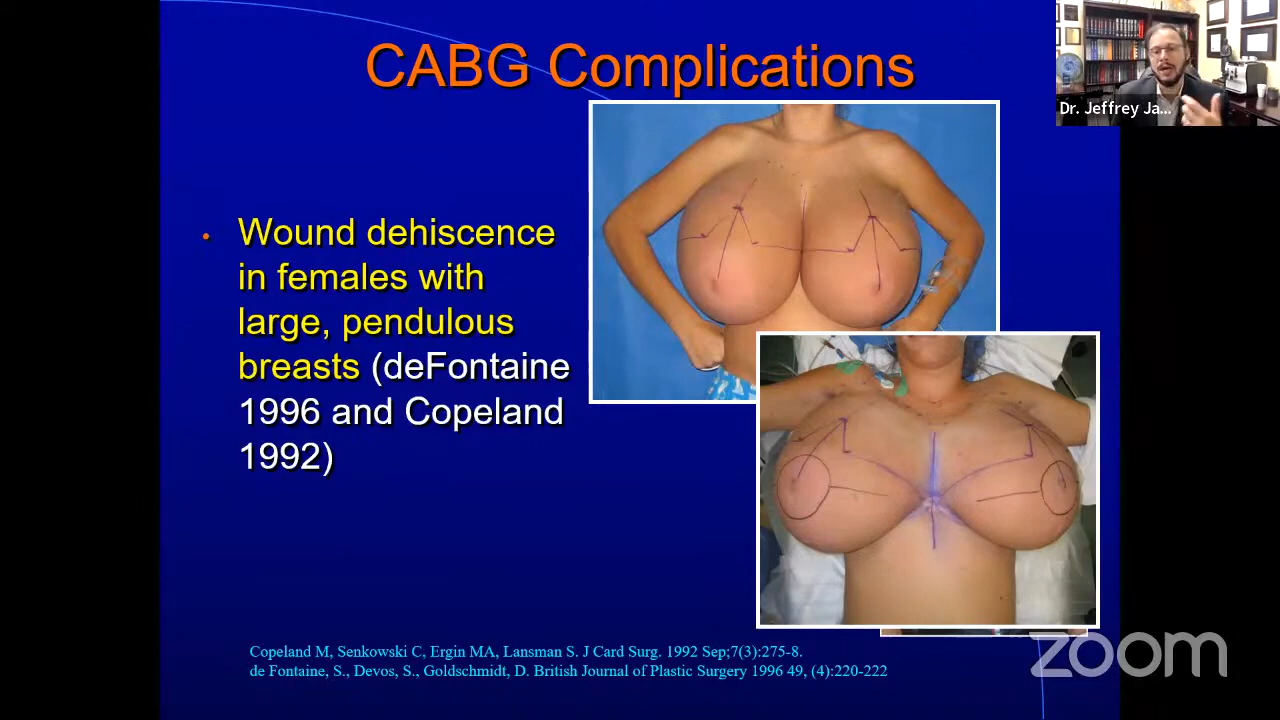 CABG Complications
Dr. Jeffrey Ja...
• Wound dehiscence
in females with
large, pendulous
breasts (deFontaine
1996 and Copeland
1992)
Copeland M, Senkowski C, Ergin MA, Lansman S. J Card Surg. 1992 Sep;7(3):275-8.
de Fontaine, S., Devos, S., Goldschmidt, D. British Journal of Plastic Surgery 1996 49, (4):220-222
zoom